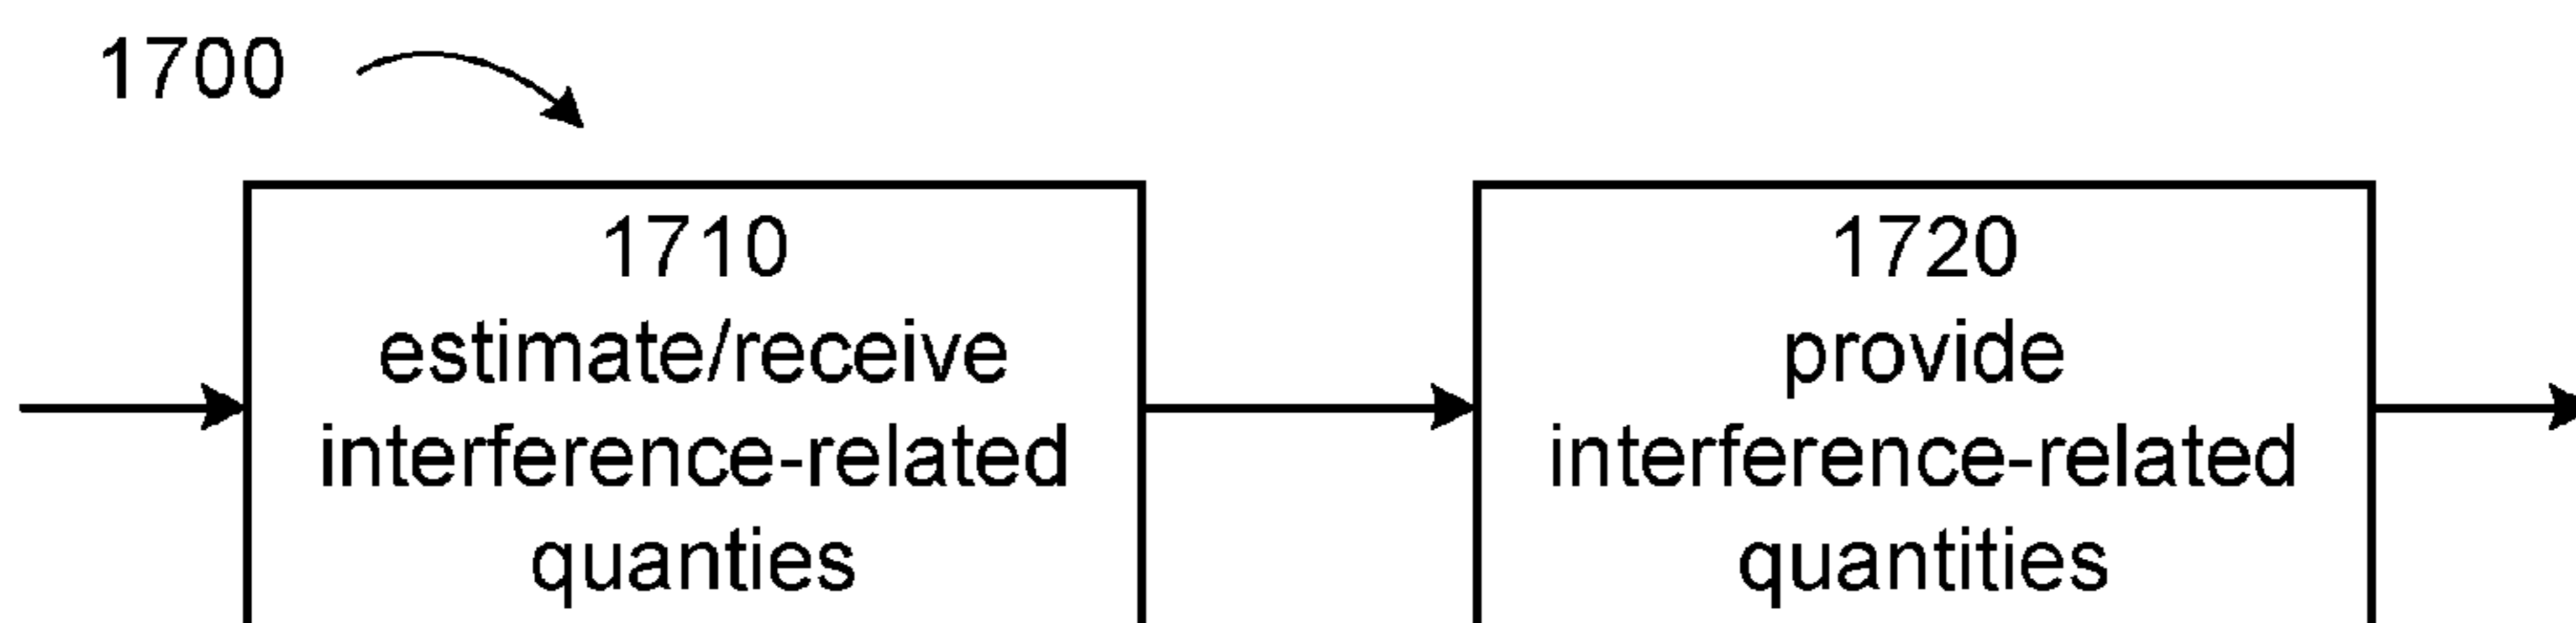 1700
1710
estimate/receive
interference-related
quanties
1720
provide
interference-related
quantities